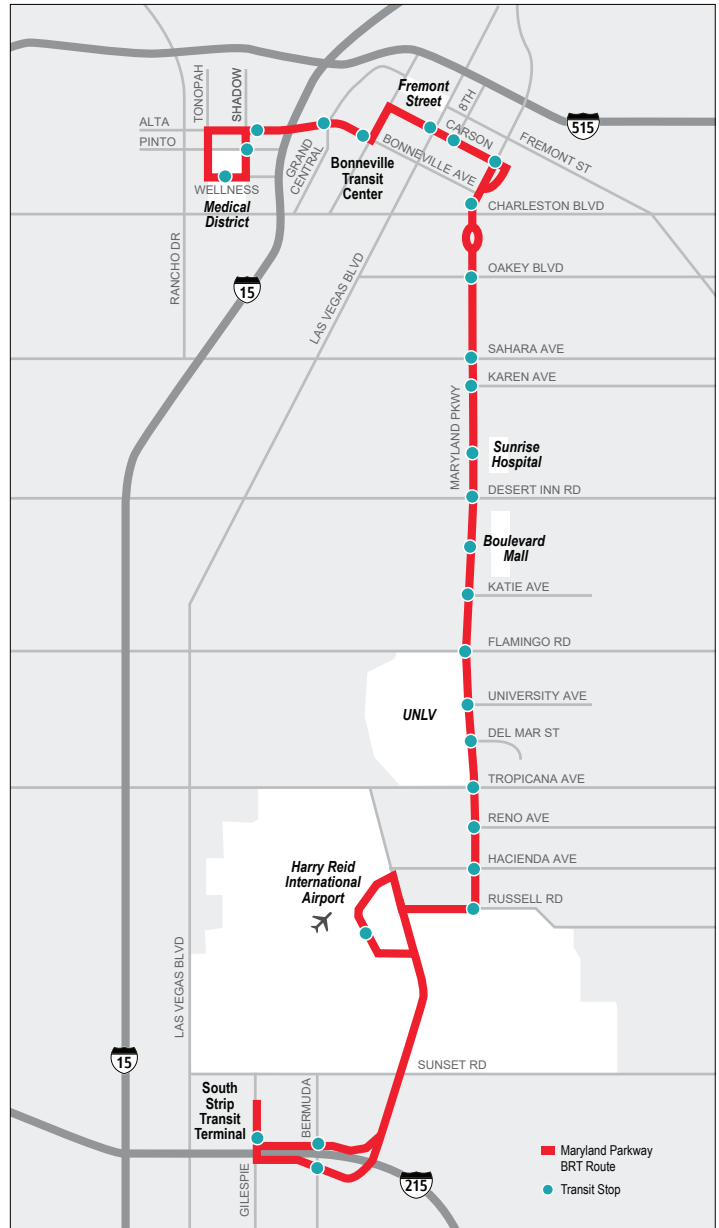 TONOPAH
SHADOW
Fremont
Street
8TH
515
ALTA
PINTO
CARSON
FREMONT ST
GRAND
CENTRAL
BONNEVILLE AVE
Bonneville
Transit
Center
WELLNESS
Medical
District
CHARLESTON BLVD
RANCHO DR
15
LAS VEGAS BLVD
OAKEY BLVD
SAHARA AVE
KAREN AVE
MARYLAND PKWY
Sunrise
Hospital
DESERT INN RD
Boulevard
Mall
KATIE AVE
FLAMINGO RD
UNIVERSITY AVE
UNLV
DEL MAR ST
TROPICANA AVE
RENO AVE
HACIENDA AVE
Harry Reid
International
Airport
RUSSELL RD
LAS VEGAS BLVD
15
SUNSET RD
South
Strip
Transit
Terminal
BERMUDA
GILESPIE
215
Maryland Parkway
BRT Route
Transit Stop